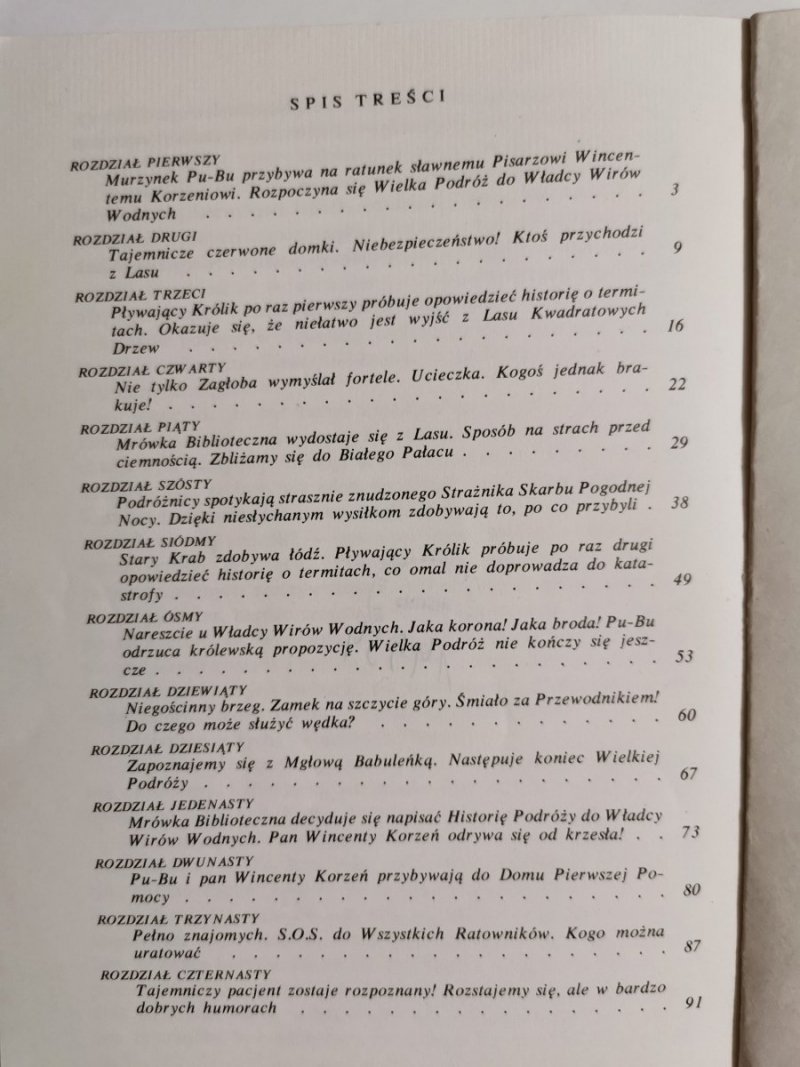 SPIS TREŚCI
ROZDZIAŁ PIERWSZY
Murzynek Pu-Bu przybywa na ratunek sławnemu Pisarzowi Wincen-
temu Korzeniowi. Rozpoczyna się Wielka Podróż do Władcy Wirów
Wodnych . . . . . . . . . . . . . . . . 3
ROZDZIAŁ DRUGI
Tajemnicze czerwone domki. Niebezpieczeństwo! Ktoś przychodzi
z Lasu . . . . . . . . . . . . . . . . 9
ROZDZIAŁ TRZECI
Pływający Królik po raz pierwszy próbuje opowiedzieć historię o termi-
tach. Okazuje się, że niełatwo jest wyjść z Lasu Kwadratowych
Drzew . . . . . . . . . . . . . . . . 16
ROZDZIAŁ CZWARTY
Nie tylko Zagłoba wymyślał fortele. Ucieczka. Kogoś jednak bra-
kuje! . . . . . . . . . . . . . . . . 22
ROZDZIAŁ PIĄTY
Mrówka Biblioteczna wydostaje się z Lasu. Sposób na strach przed
ciemnością. Zbliżamy się do Białego Pałacu . . . . . . . 29
ROZDZIAŁ SZÓSTY
Podróżnicy spotykają strasznie znudzonego Strażnika Skarbu Pogodnej
Nocy. Dzięki niesłychanym wysiłkom zdobywają to, po co przybyli . 38
ROZDZIAŁ SIÓDMY
Stary Krab zdobywa łódź. Pływający Królik próbuje po raz drugi
opowiedzieć historię o termitach, co omal nie doprowadza do kata-
strofy . . . . . . . . . . . . . . . . 49
ROZDZIAŁ ÓSMY
Nareszcie u Władcy Wirów Wodnych. Jaka korona! Jaka broda! Pu-Bu
odrzuca królewską propozycję. Wielka Podróż nie kończy się jesz-
cze . . . . . . . . . . . . . . . . . 53
ROZDZIAŁ DZIEWIĄTY
Niegościnny brzeg. Zamek na szczycie góry. Śmiało za Przewodnikiem!
Do czego może służyć wędka? . . . . . . . . . . . 60
ROZDZIAŁ DZIESIĄTY
Zapoznajemy się z Mgłową Babuleńką. Następuje koniec Wielkiej
Podróży . . . . . . . . . . . . . . . . 67
ROZDZIAŁ JEDENASTY
Mrówka Biblioteczna decyduje się napisać Historię Podróży do Władcy
Wirów Wodnych. Pan Wincenty Korzeń odrywa się od krzesła! . . 73
ROZDZIAŁ DWUNASTY
Pu-Bu i pan Wincenty Korzeń przybywają do Domu Pierwszej Po-
mocy . . . . . . . . . . . . . . . . 80
ROZDZIAŁ TRZYNASTY
Pełno znajomych. S.O.S. do Wszystkich Ratowników. Kogo można
uratować . . . . . . . . . . . . . . . 87
ROZDZIAŁ CZTERNASTY
Tajemniczy pacjent zostaje rozpoznany! Rozstajemy się, ale w bardzo
dobrych humorach . . . . . . . . . . . . . 91